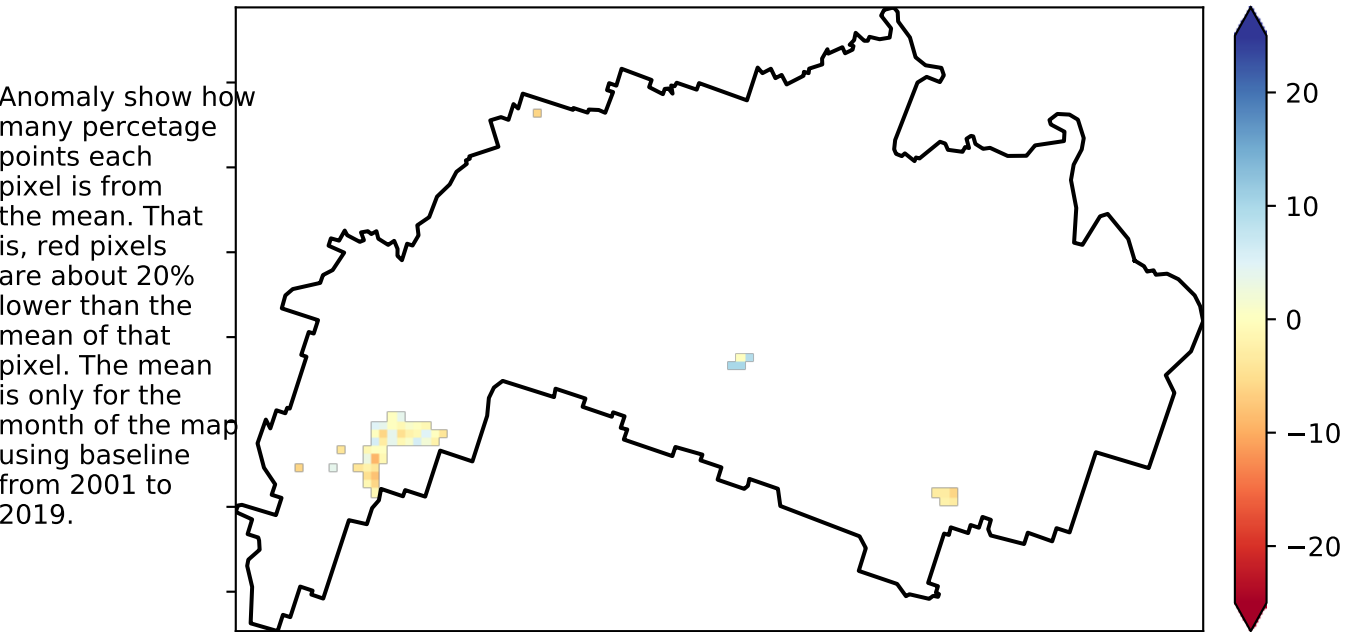 Anomaly show how
many percetage
points each
pixel is from
the mean. That
is, red pixels
are about 20%
lower than the
mean of that
pixel. The mean
is only for the
month of the map
using baseline
from 2001 to
2019.
20
10
0
−10
−20